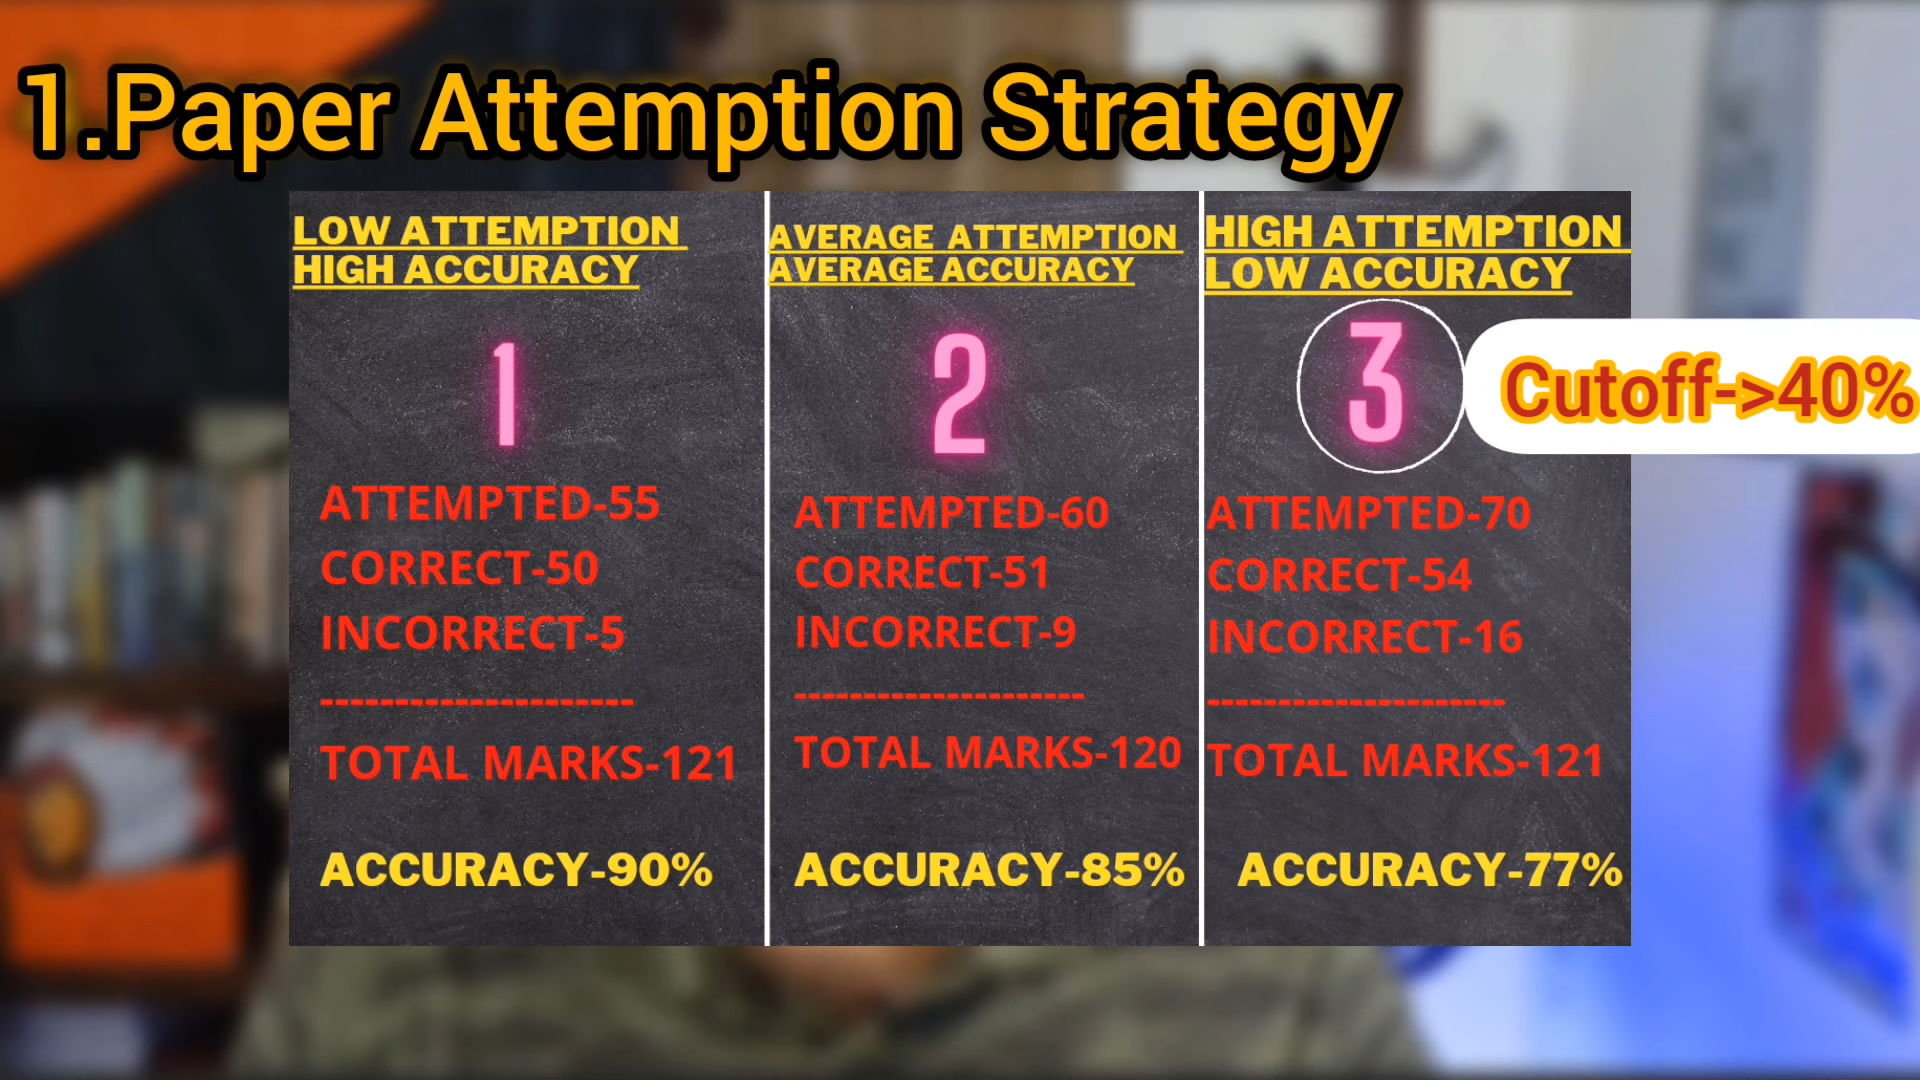 1.Paper Attemption Strategy
LOW ATTEMPTION
HIGH ACCURACY
1
ATTEMPTED-55
CORRECT-50
INCORRECT-5
---------------------
TOTAL MARKS-121
ACCURACY-90%
AVERAGE ATTEMPTION
AVERAGE ACCURACY
2
ATTEMPTED-60
CORRECT-51
INCORRECT-9
---------------------
TOTAL MARKS-120
ACCURACY-85%
HIGH ATTEMPTION
LOW ACCURACY
3
Cutoff->40%
ATTEMPTED-70
CORRECT-54
INCORRECT-16
---------------------
TOTAL MARKS-121
ACCURACY-77%